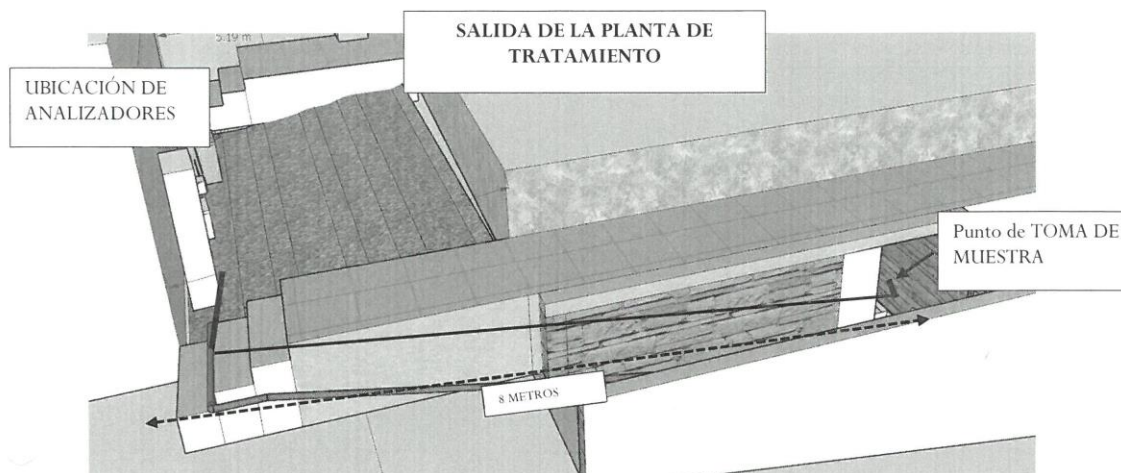 SALIDA DE LA PLANTA DE
TRATAMIENTO
5.19 m
UBICACIÓN DE
ANALIZADORES
Punto de TOMA DE
MUESTRA
8 METROS